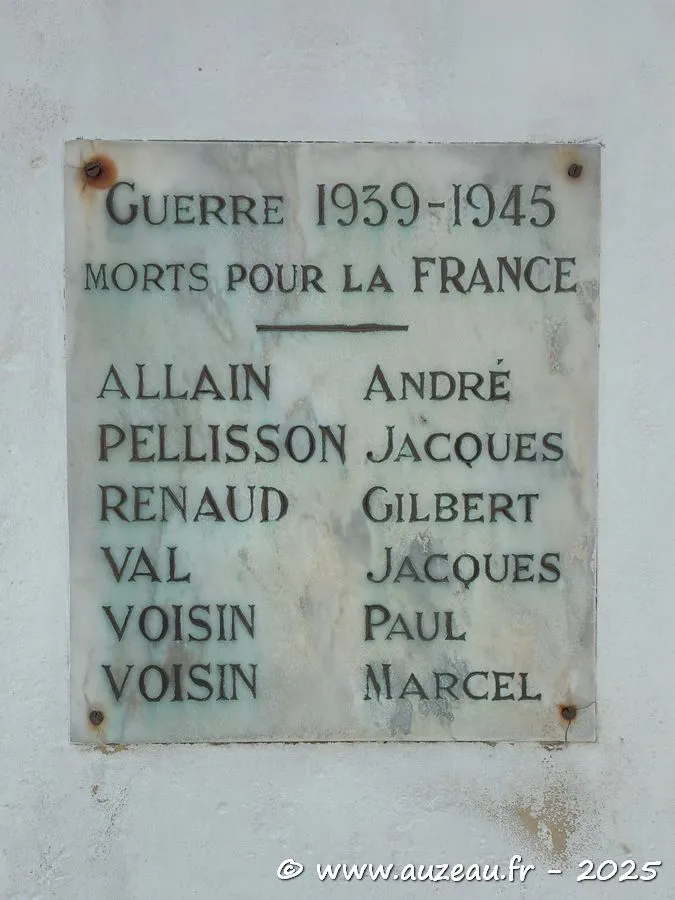 GUERRE 1939-1945
MORTS POUR LA FRANCE
ALLAIN ANDRÉ
PELLISSON JACQUES
RENAUD GILBERT
VAL JACQUES
VOISIN PAUL
VOISIN MARCEL
© www.auzeau.fr - 2025